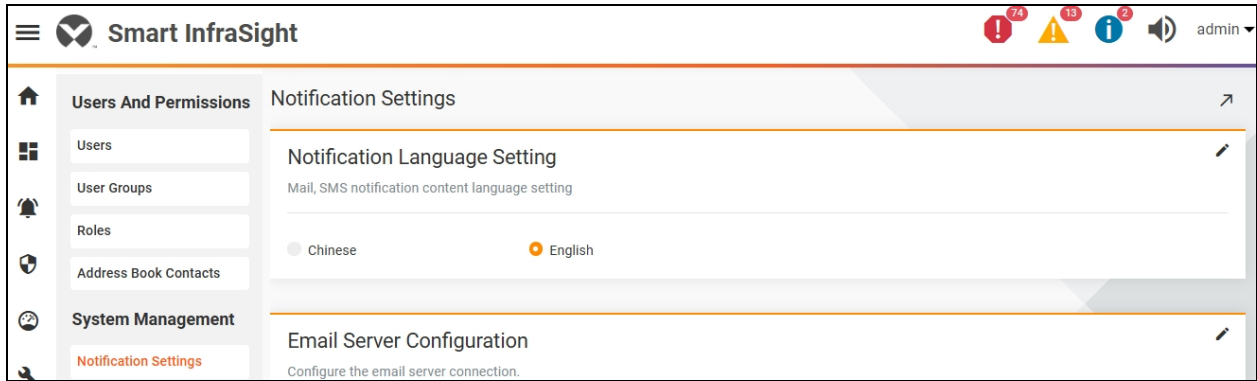 Smart InfraSight
74
13
2
admin
Users And Permissions
Users
User Groups
Roles
Address Book Contacts
System Management
Notification Settings
Notification Settings
Notification Language Setting
Mail, SMS notification content language setting
Chinese
English
Email Server Configuration
Configure the email server connection.